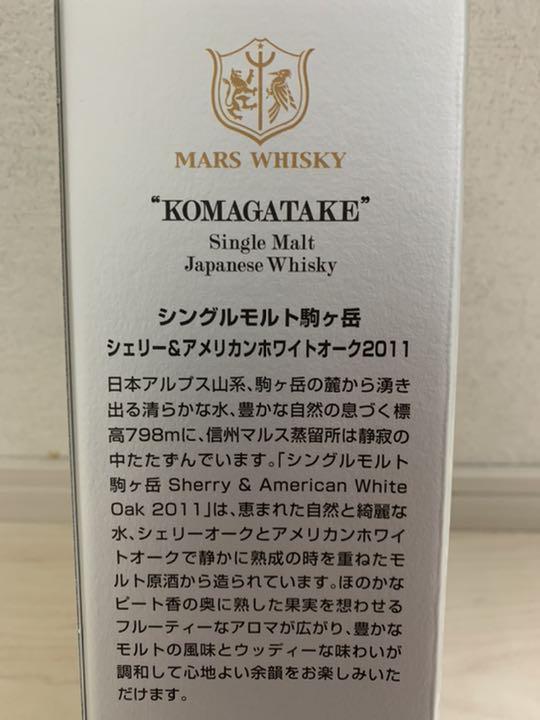 MARS WHISKY
“KOMAGATAKE”
Single Malt
Japanese Whisky
シングルモルト駒ヶ岳
シェリー&アメリカンホワイトオーク2011
日本アルプス山系、駒ヶ岳の麓から湧き
出る清らかな水、豊かな自然の息づく標
高798mに、信州マルス蒸留所は静寂の
中たたずんでいます。「シングルモルト
駒ヶ岳 Sherry & American White
Oak 2011」は、恵まれた自然と綺麗な
水、シェリーオークとアメリカンホワイ
トオークで静かに熟成の時を重ねたモ
ルト原酒から造られています。ほのかな
ピート香の奥に熟した果実を想わせる
フルーティーなアロマが広がり、豊かな
モルトの風味とウッディーな味わいが
調和して心地よい余韻をお楽しみいた
だけます。